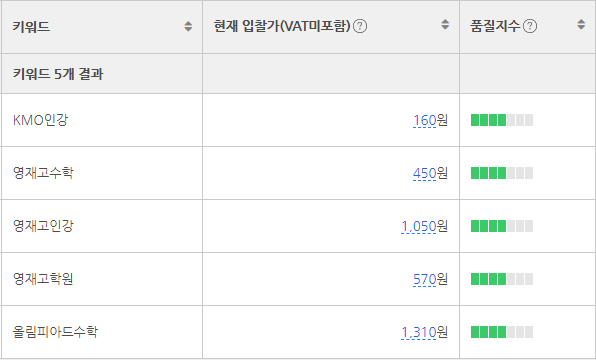 키워드 현재 입찰가(VAT미포함) ? 품질지수 ?
키워드 5개 결과
KMO인강 160원
영재고수학 450원
영재고인강 1,050원
영재고학원 570원
올림피아드수학 1,310원